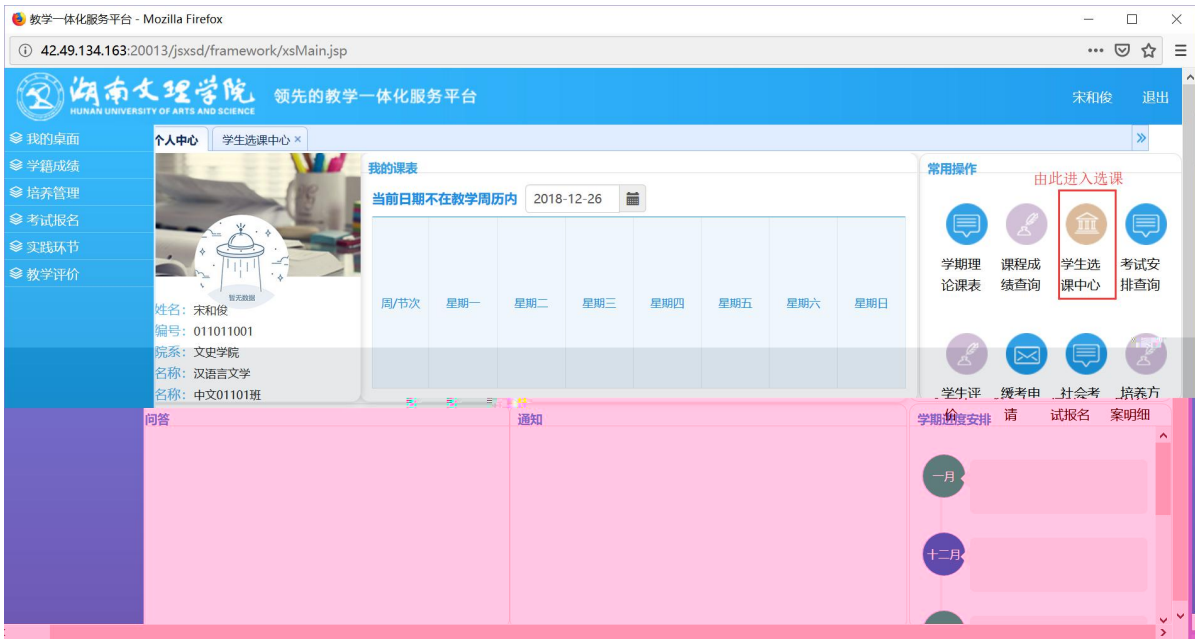 教学一体化服务平台 - Mozilla Firefox
42.49.134.163:20013/jsxsd/framework/xsMain.jsp
湖南文理学院
HUNAN UNIVERSITY OF ARTS AND SCIENCE
领先的教学一体化服务平台
宋和俊 退出
我的桌面
学籍成绩
培养管理
考试报名
实践环节
教学评价
个人中心 学生选课中心 ×
暂无数据
姓名：宋和俊
编号：011011001
院系：文史学院
名称：汉语言文学
名称：中文01101班
我的课表
当前日期不在教学周历内 2018-12-26
周/节次 星期一 星期二 星期三 星期四 星期五 星期六 星期日
常用操作
由此进入选课
学期理论课表
课程成绩查询
学生选课中心
考试安排查询
学生评价
缓考申请
社会考试报名
培养方案明细
问答
通知
学期进度安排
一月
十二月